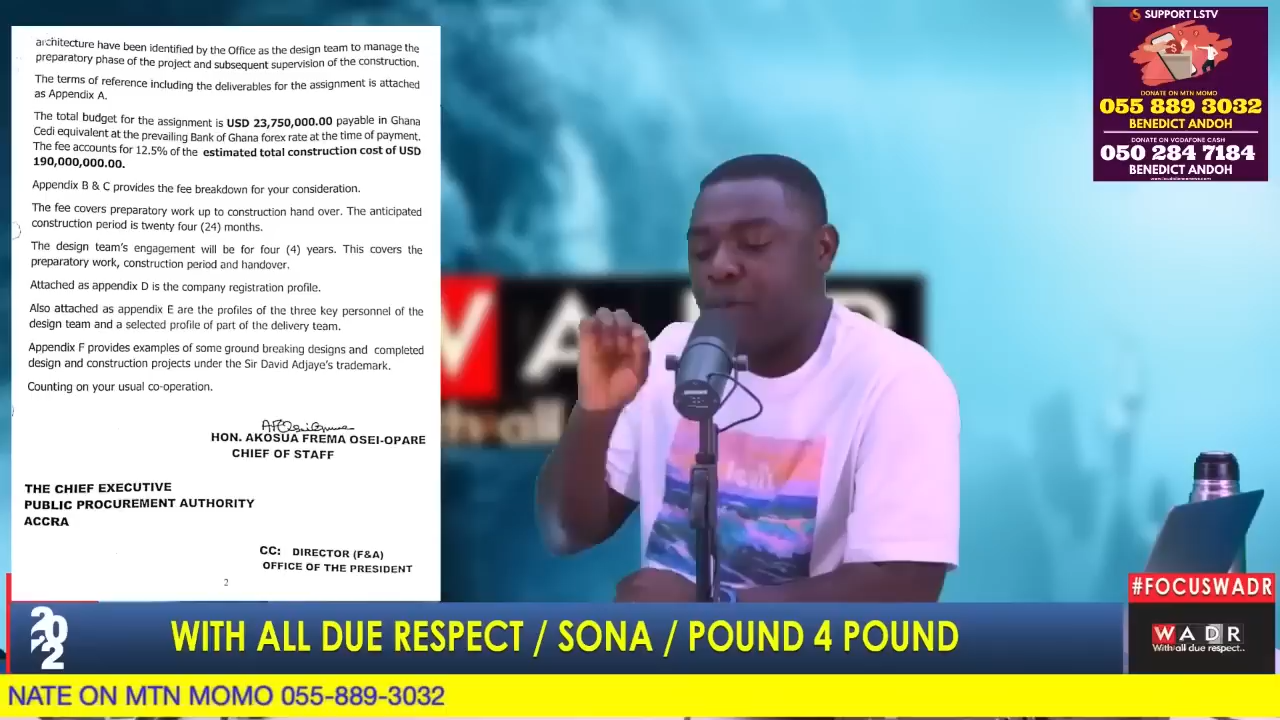 architecture have been identified by the Office as the design team to manage the
preparatory phase of the project and subsequent supervision of the construction.
The terms of reference including the deliverables for the assignment is attached
as Appendix A.
The total budget for the assignment is USD 23,750,000.00 payable in Ghana
Cedi equivalent at the prevailing Bank of Ghana forex rate at the time of payment.
The fee accounts for 12.5% of the estimated total construction cost of USD
190,000,000.00.
Appendix B & C provides the fee breakdown for your consideration.
The fee covers preparatory work up to construction hand over. The anticipated
construction period is twenty four (24) months.
The design team's engagement will be for four (4) years. This covers the
preparatory work, construction period and handover.
Attached as appendix D is the company registration profile.
Also attached as appendix E are the profiles of the three key personnel of the
design team and a selected profile of part of the delivery team.
Appendix F provides examples of some ground breaking designs and completed
design and construction projects under the Sir David Adjaye's trademark.
Counting on your usual co-operation.
HON. AKOSUA FREMA OSEI-OPARE
CHIEF OF STAFF
THE CHIEF EXECUTIVE
PUBLIC PROCUREMENT AUTHORITY
ACCRA
CC: DIRECTOR (F&A)
OFFICE OF THE PRESIDENT
2
SUPPORT LSTV
DONATE ON MTN MOMO
055 889 3032
BENEDICT ANDOH
DONATE ON VODAFONE CASH
050 284 7184
BENEDICT ANDOH
#FOCUSWADR
2022
WITH ALL DUE RESPECT / SONA / POUND 4 POUND
WADR
With all due respect..
NATE ON MTN MOMO 055-889-3032